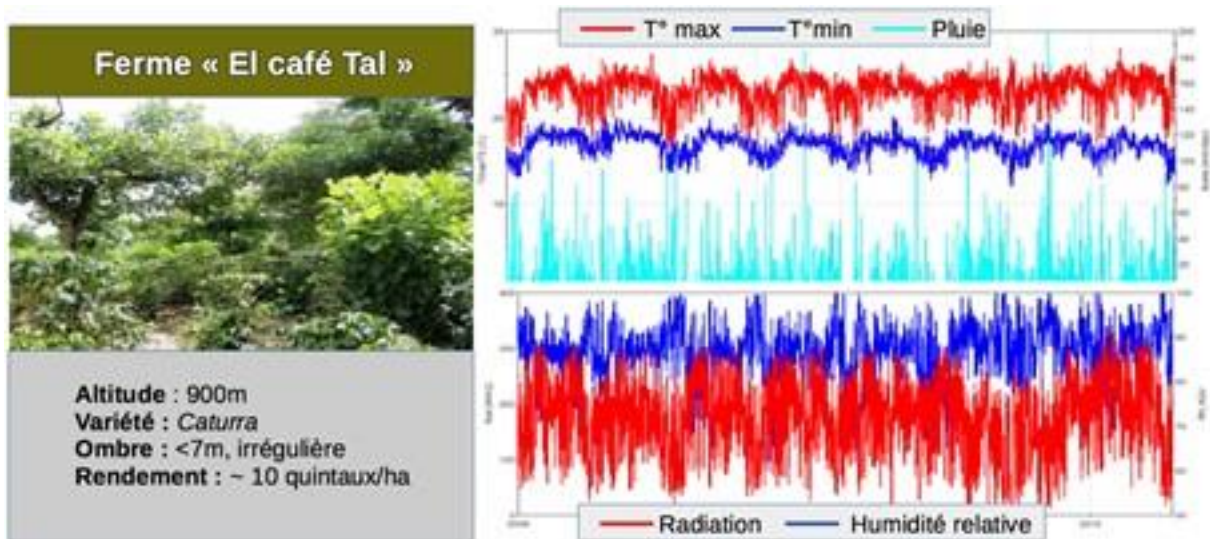 Ferme « El café Tal »
Altitude : 900m
Variété : Caturra
Ombre : <7m, irrégulière
Rendement : ~ 10 quintaux/ha
T° max T°min Pluie
Radiation Humidité relative